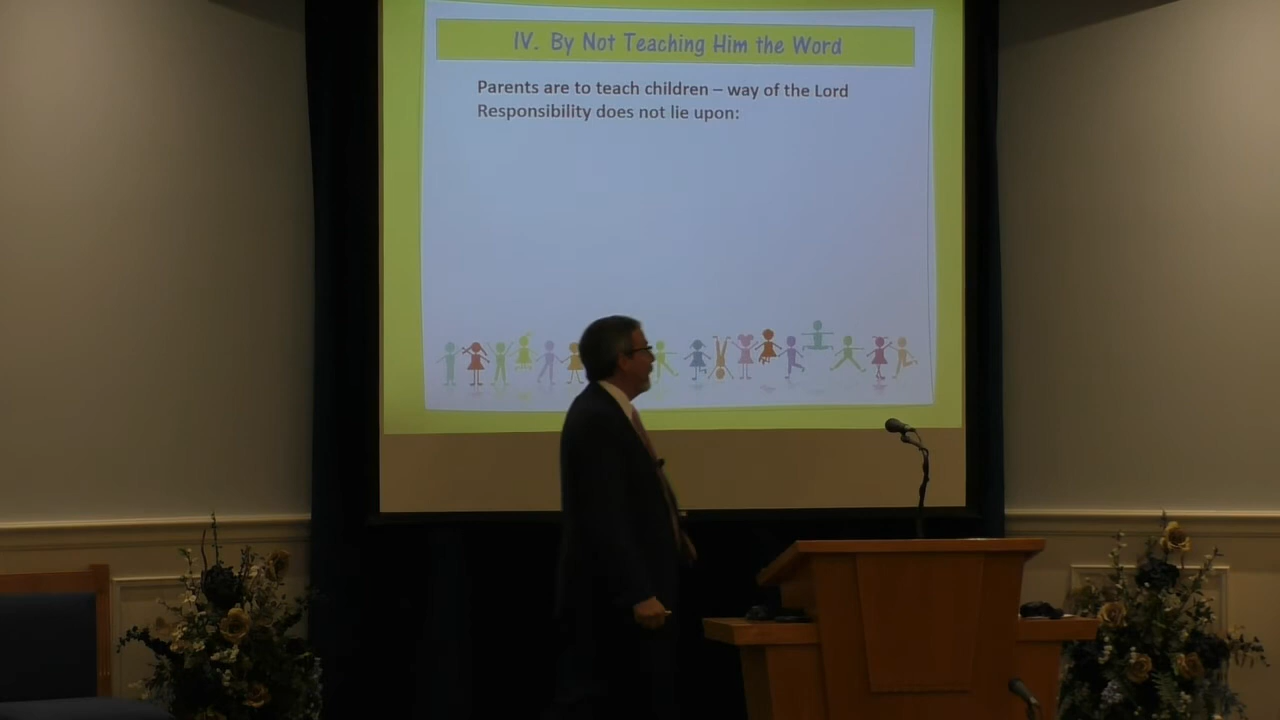 IV. By Not Teaching Him the Word
Parents are to teach children – way of the Lord
Responsibility does not lie upon: